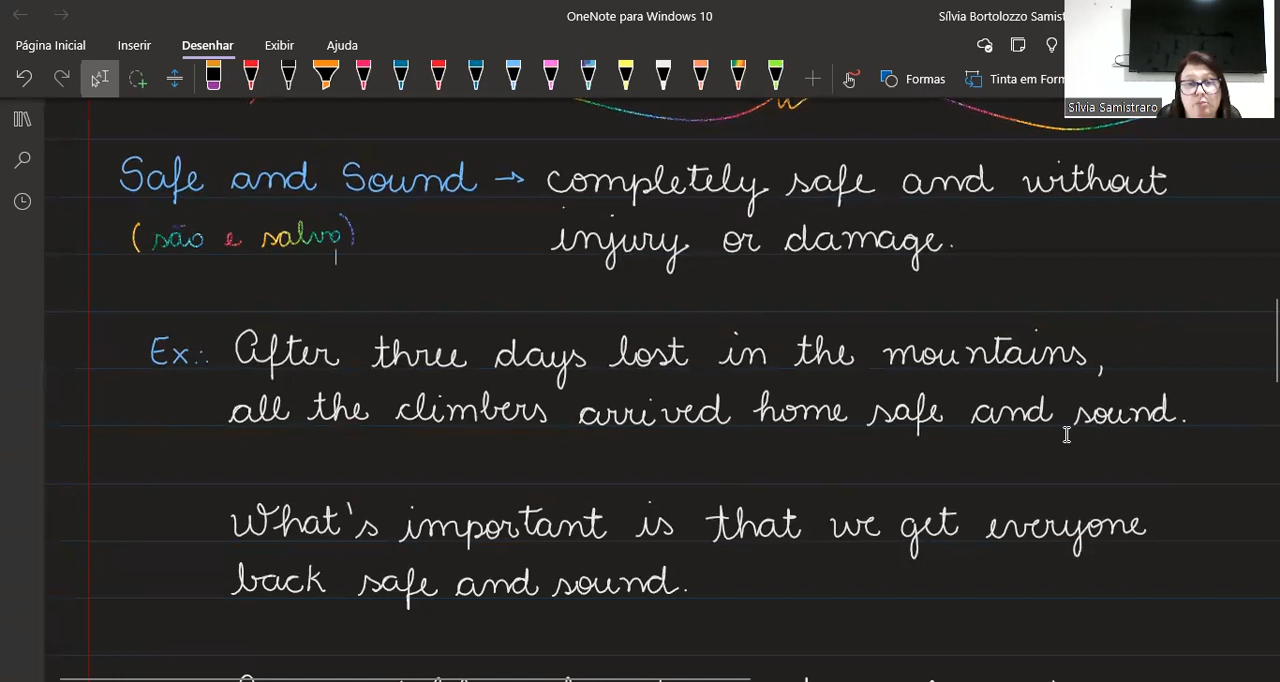 OneNote para Windows 10
Sílvia Bortolozzo Samist
Página Inicial Inserir Desenhar Exibir Ajuda
Formas Tinta em Form
Sílvia Samistraro
Safe and Sound → completely safe and without
(são e salvo) injury or damage.
Ex.: After three days lost in the mountains,
all the climbers arrived home safe and sound.
What's important is that we get everyone
back safe and sound.